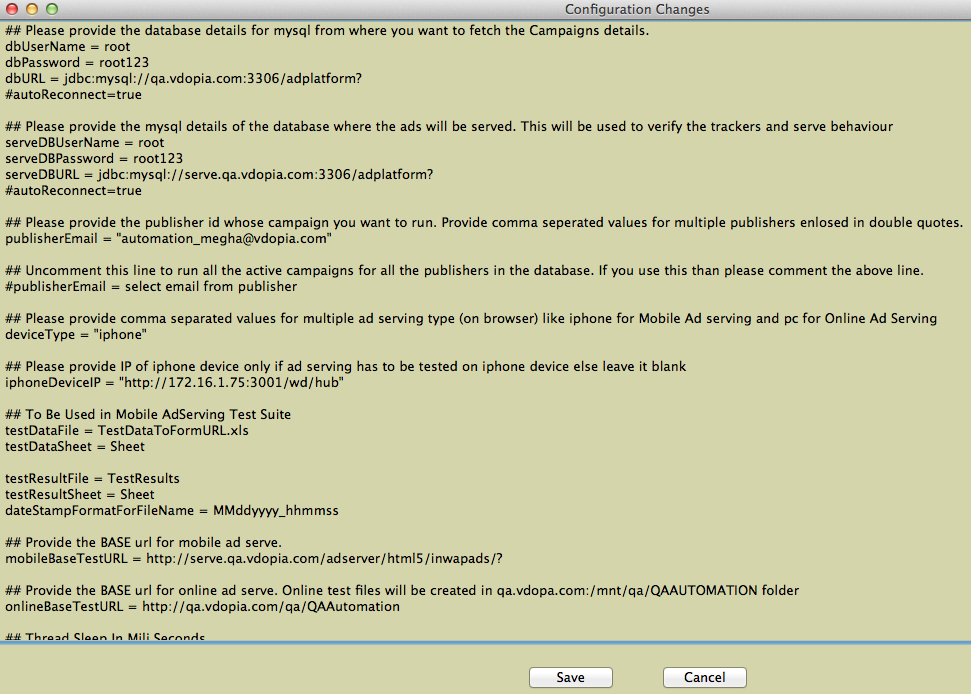 Configuration Changes
## Please provide the database details for mysql from where you want to fetch the Campaigns details.
dbUserName = root
dbPassword = root123
dbURL = jdbc:mysql://qa.vdopia.com:3306/adplatform?
#autoReconnect=true
## Please provide the mysql details of the database where the ads will be served. This will be used to verify the trackers and serve behaviour
serveDBUserName = root
serveDBPassword = root123
serveDBURL = jdbc:mysql://serve.qa.vdopia.com:3306/adplatform?
#autoReconnect=true
## Please provide the publisher id whose campaign you want to run. Provide comma seperated values for multiple publishers enlosed in double quotes.
publisherEmail = "automation_megha@vdopia.com"
## Uncomment this line to run all the active campaigns for all the publishers in the database. If you use this than please comment the above line.
#publisherEmail = select email from publisher
## Please provide comma separated values for multiple ad serving type (on browser) like iphone for Mobile Ad serving and pc for Online Ad Serving
deviceType = "iphone"
## Please provide IP of iphone device only if ad serving has to be tested on iphone device else leave it blank
iphoneDeviceIP = "http://172.16.1.75:3001/wd/hub"
## To Be Used in Mobile AdServing Test Suite
testDataFile = TestDataToFormURL.xls
testDataSheet = Sheet
testResultFile = TestResults
testResultSheet = Sheet
dateStampFormatForFileName = MMddyyyy_hhmmss
## Provide the BASE url for mobile ad serve.
mobileBaseTestURL = http://serve.qa.vdopia.com/adserver/html5/inwapads/?
## Provide the BASE url for online ad serve. Online test files will be created in qa.vdopa.com:/mnt/qa/QAAUTOMATION folder
onlineBaseTestURL = http://qa.vdopia.com/qa/QAAutomation
## Thread Sleep In Mili Seconds
Save Cancel